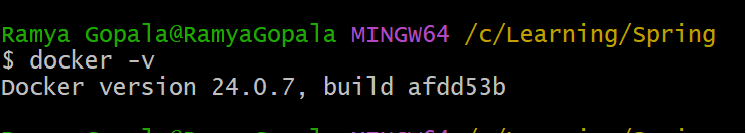 Ramya Gopala@RamyaGopala MINGW64 /c/Learning/Spring
$ docker -v
Docker version 24.0.7, build afdd53b